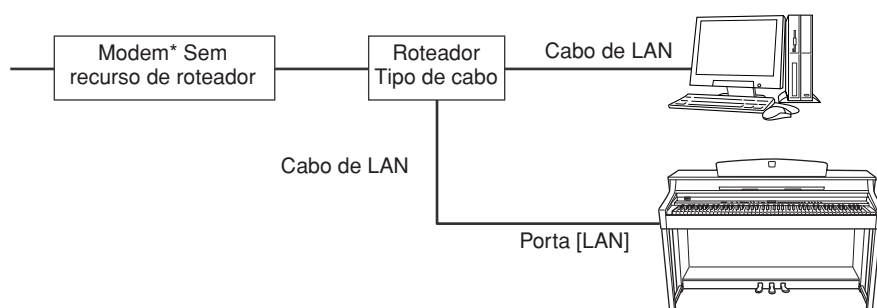 Modem* Sem
recurso de roteador
Roteador
Tipo de cabo
Cabo de LAN
Cabo de LAN
Porta [LAN]